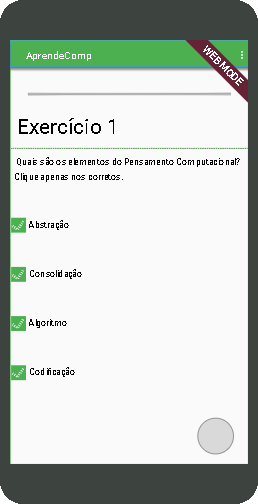 AprendeComp
WEB MODE
Exercício 1
Quais são os elementos do Pensamento Computacional?
Clique apenas nos corretos.
Abstração
Consolidação
Algoritmo
Codificação